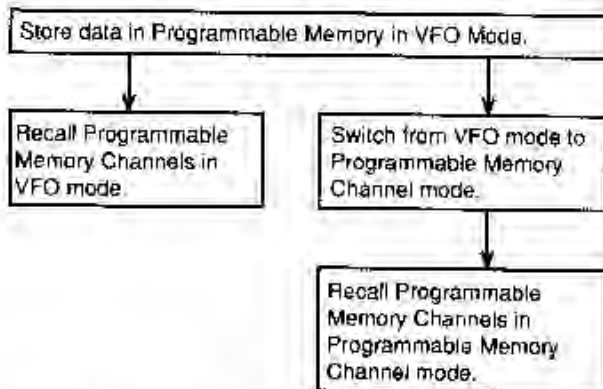 Store data in Programmable Memory in VFO Mode.
Recall Programmable
Memory Channels in
VFO mode.
Switch from VFO mode to
Programmable Memory
Channel mode.
Recall Programmable
Memory Channels in
Programmable Memory
Channel mode.